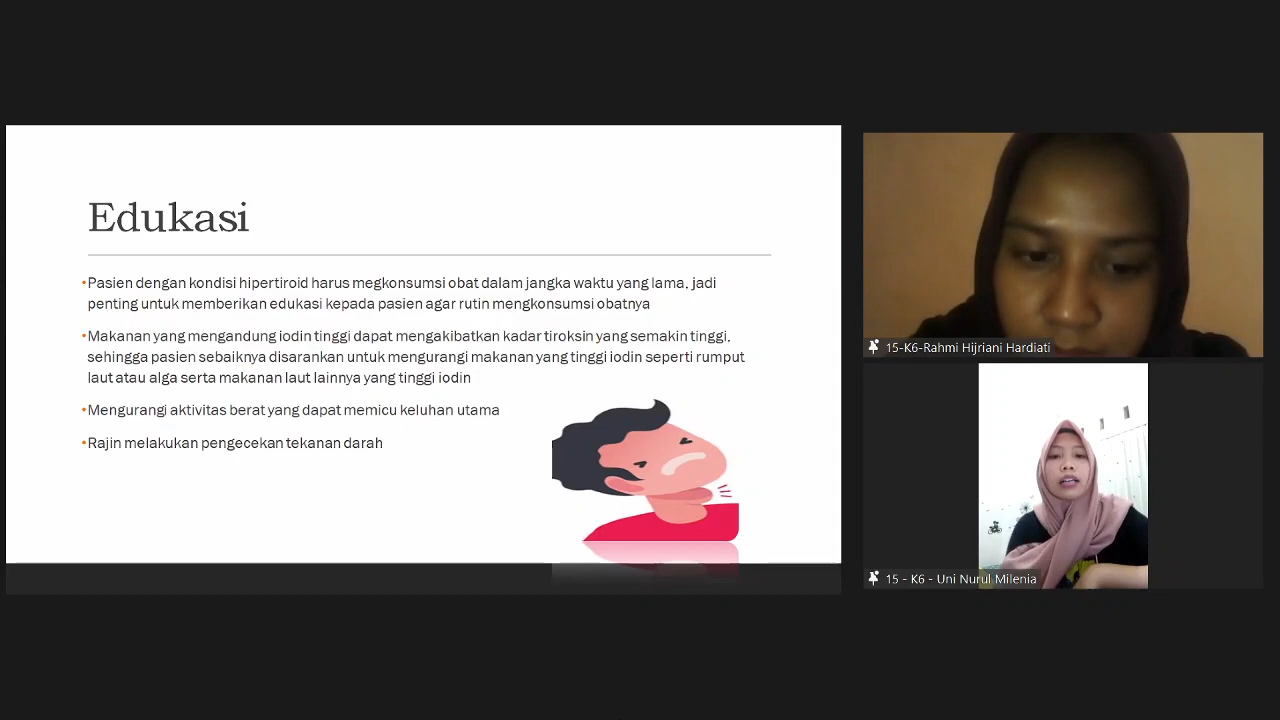 Edukasi
•Pasien dengan kondisi hipertiroid harus megkonsumsi obat dalam jangka waktu yang lama, jadi
penting untuk memberikan edukasi kepada pasien agar rutin mengkonsumsi obatnya
•Makanan yang mengandung iodin tinggi dapat mengakibatkan kadar tiroksin yang semakin tinggi,
sehingga pasien sebaiknya disarankan untuk mengurangi makanan yang tinggi iodin seperti rumput
laut atau alga serta makanan laut lainnya yang tinggi iodin
•Mengurangi aktivitas berat yang dapat memicu keluhan utama
•Rajin melakukan pengecekan tekanan darah
15-K6-Rahmi Hijriani Hardiati
15 - K6 - Uni Nurul Milenia